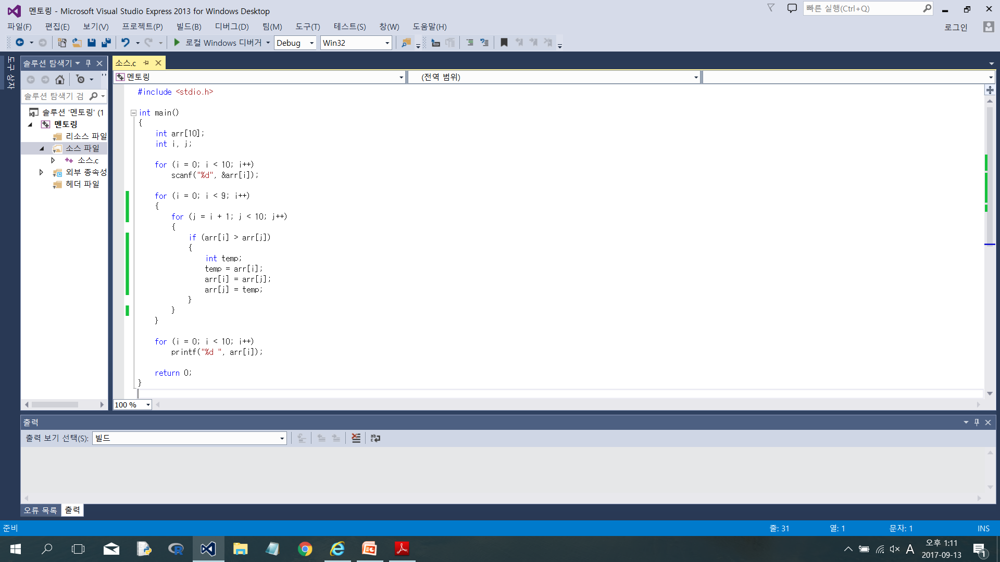 멘토링 - Microsoft Visual Studio Express 2013 for Windows Desktop
빠른 실행(Ctrl+Q)
파일(F) 편집(E) 보기(V) 프로젝트(P) 빌드(B) 디버그(D) 팀(M) 도구(T) 테스트(S) 창(W) 도움말(H)
로그인
로컬 Windows 디버거 Debug Win32
도구 상자
솔루션 탐색기
솔루션 탐색기 검
솔루션 '멘토링' (1
멘토링
리소스 파일
소스 파일
소스.c
외부 종속성
헤더 파일
소스.c
멘토링 (전역 범위)
#include <stdio.h>
int main()
{
int arr[10];
int i, j;
for (i = 0; i < 10; i++)
scanf("%d", &arr[i]);
for (i = 0; i < 9; i++)
{
for (j = i + 1; j < 10; j++)
{
if (arr[i] > arr[j])
{
int temp;
temp = arr[i];
arr[i] = arr[j];
arr[j] = temp;
}
}
}
for (i = 0; i < 10; i++)
printf("%d ", arr[i]);
return 0;
}
100 %
출력
출력 보기 선택(S): 빌드
오류 목록 출력
준비 줄: 31 열: 1 문자: 1 INS
A 오후 1:11
2017-09-13
1